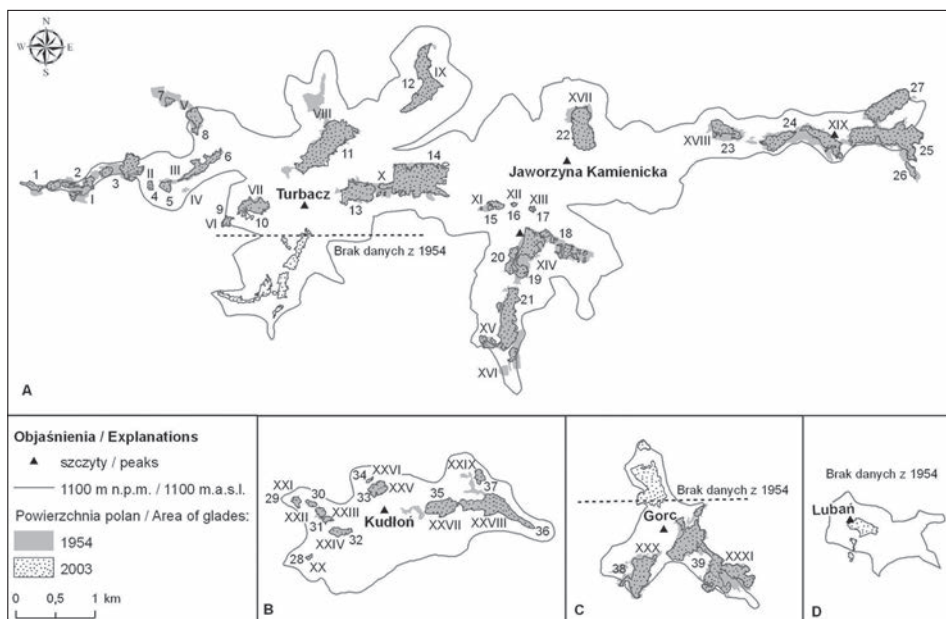 N
W E
S
12 IX
27
7 V
8
VIII
XVII
22
XVIII
23
24
XIX
25
26
1
2
I
3
II
4
III
5
6
IV
11
VII
9
VI
10
Turbacz
X
13
14
Jaworzyna Kamienicka
XI
15
XII
16
XIII
17
18
20
XIV
19
21
XV
XVI
Brak danych z 1954
A
Objaśnienia / Explanations
szczyty / peaks
1100 m n.p.m. / 1100 m.a.s.l.
Powierzchnia polan / Area of glades:
1954
2003
0 0,5 1 km
XXI
29
30
XXII
31
XXIII
XXIV
32
28
XX
34
XXVI
33
XXV
Kudłoń
35
XXVII
XXIX
37
XXVIII
36
B
Brak danych z 1954
Gorc
XXX
38
39
XXXI
C
Brak danych z 1954
Lubań
D